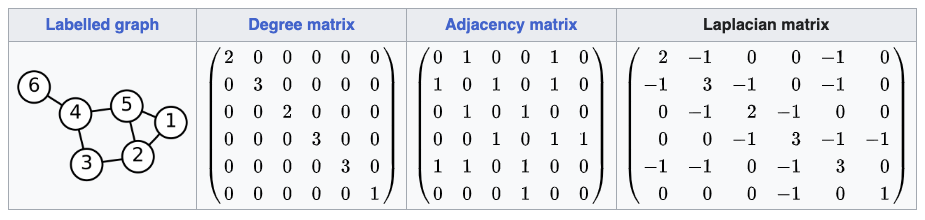 Labelled graph Degree matrix Adjacency matrix Laplacian matrix
6
4
5
1
3
2
2 0 0 0 0 0
0 3 0 0 0 0
0 0 2 0 0 0
0 0 0 3 0 0
0 0 0 0 3 0
0 0 0 0 0 1
0 1 0 0 1 0
1 0 1 0 1 0
0 1 0 1 0 0
0 0 1 0 1 1
1 1 0 1 0 0
0 0 0 1 0 0
2 −1 0 0 −1 0
−1 3 −1 0 −1 0
0 −1 2 −1 0 0
0 0 −1 3 −1 −1
−1 −1 0 −1 3 0
0 0 0 −1 0 1